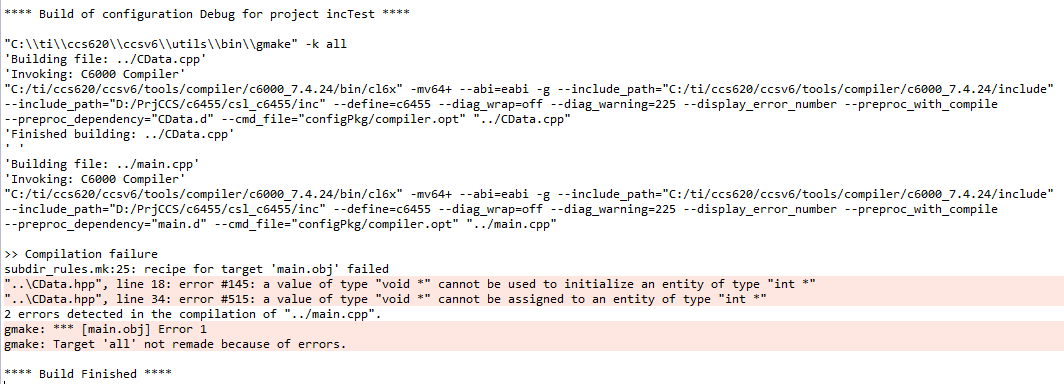 **** Build of configuration Debug for project incTest ****
"C:\\ti\\ccs620\\ccsv6\\utils\\bin\\gmake" -k all
'Building file: ../CData.cpp'
'Invoking: C6000 Compiler'
"C:/ti/ccs620/ccsv6/tools/compiler/c6000_7.4.24/bin/cl6x" -mv64+ --abi=eabi -g --include_path="C:/ti/ccs620/ccsv6/tools/compiler/c6000_7.4.24/include"
--include_path="D:/PrjCCS/c6455/csl_c6455/inc" --define=c6455 --diag_wrap=off --diag_warning=225 --display_error_number --preproc_with_compile
--preproc_dependency="CData.d" --cmd_file="configPkg/compiler.opt" "../CData.cpp"
'Finished building: ../CData.cpp'
' '
'Building file: ../main.cpp'
'Invoking: C6000 Compiler'
"C:/ti/ccs620/ccsv6/tools/compiler/c6000_7.4.24/bin/cl6x" -mv64+ --abi=eabi -g --include_path="C:/ti/ccs620/ccsv6/tools/compiler/c6000_7.4.24/include"
--include_path="D:/PrjCCS/c6455/csl_c6455/inc" --define=c6455 --diag_wrap=off --diag_warning=225 --display_error_number --preproc_with_compile
--preproc_dependency="main.d" --cmd_file="configPkg/compiler.opt" "../main.cpp"
>> Compilation failure
subdir_rules.mk:25: recipe for target 'main.obj' failed
"..\CData.hpp", line 18: error #145: a value of type "void *" cannot be used to initialize an entity of type "int *"
"..\CData.hpp", line 34: error #515: a value of type "void *" cannot be assigned to an entity of type "int *"
2 errors detected in the compilation of "../main.cpp".
gmake: *** [main.obj] Error 1
gmake: Target 'all' not remade because of errors.
**** Build Finished ****